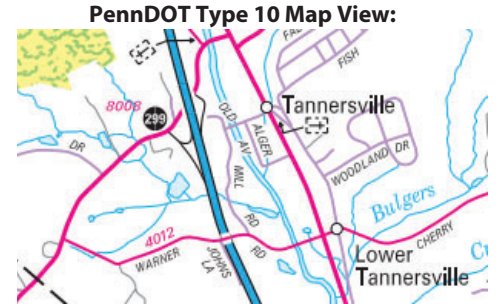 PennDOT Type 10 Map View:
FISH
8008
299
Tannersville
OLD
AV
MILL
RD
ALGER
DR
WOODLAND DR
Bulgers
4012
WARNER
RD
JOHNS
LA
CHERRY
Lower
Tannersville